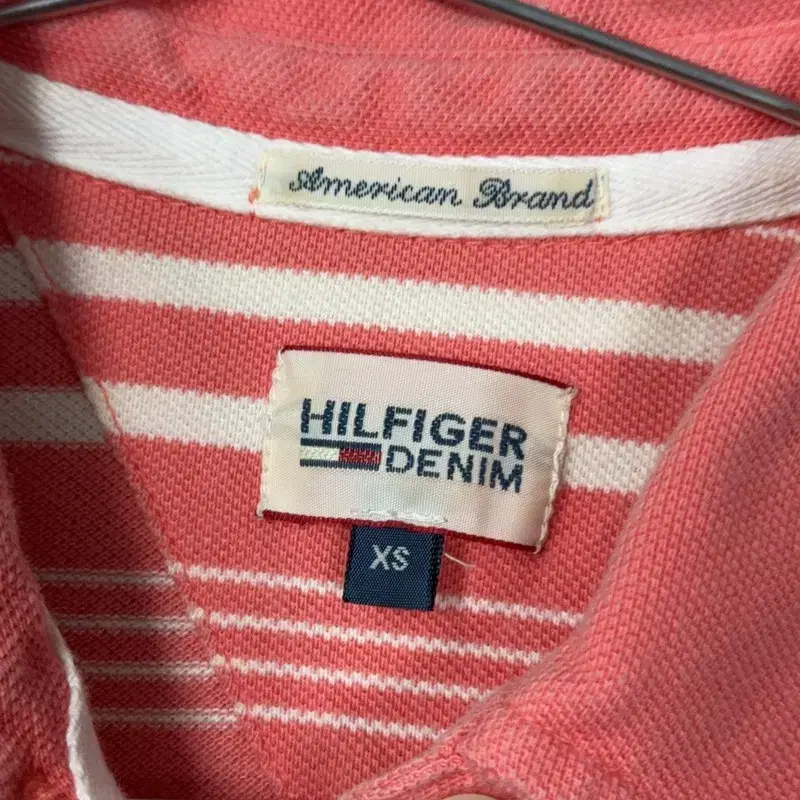 American Brand
HILFIGER
DENIM
XS